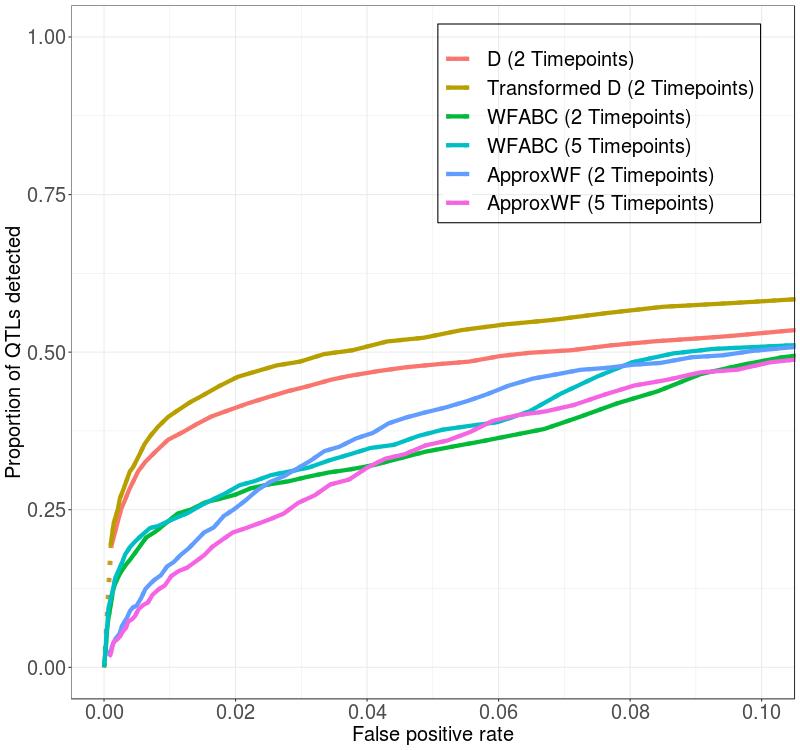 1.00
0.75
0.50
0.25
0.00
Proportion of QTLs detected
D (2 Timepoints)
Transformed D (2 Timepoints)
WFABC (2 Timepoints)
WFABC (5 Timepoints)
ApproxWF (2 Timepoints)
ApproxWF (5 Timepoints)
0.00 0.02 0.04 0.06 0.08 0.10
False positive rate